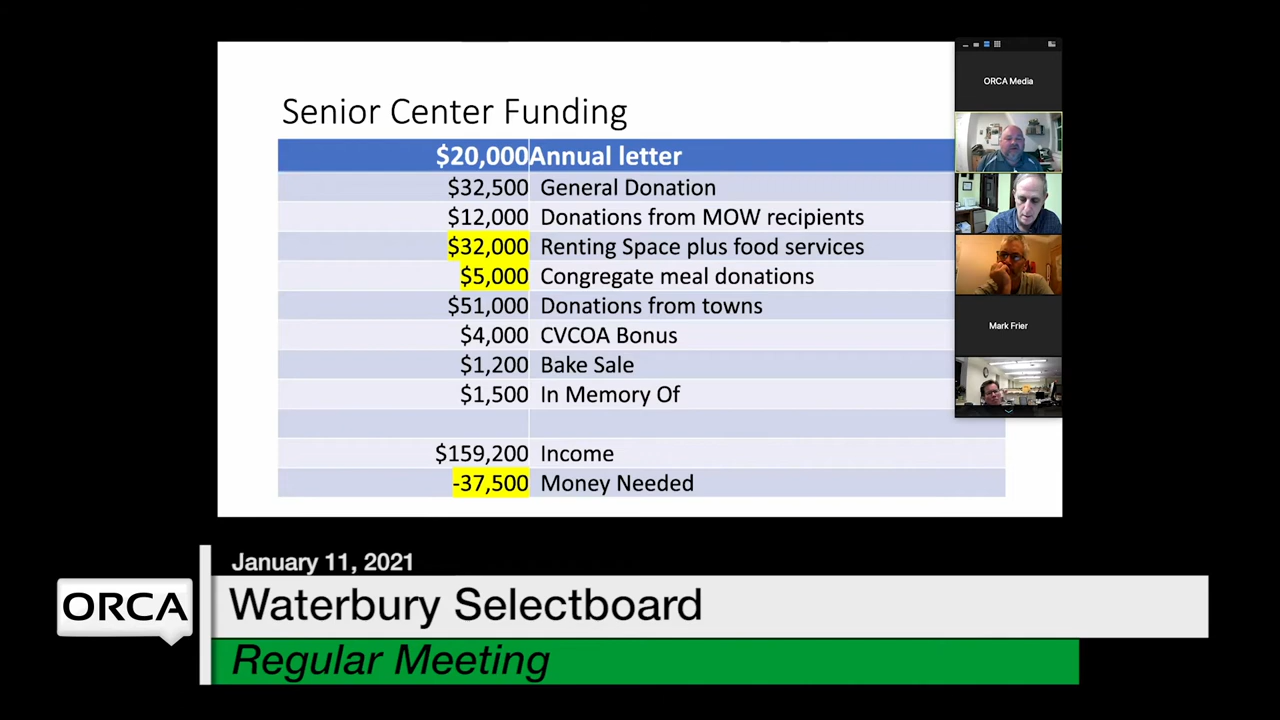 Senior Center Funding
$20,000 Annual letter
$32,500 General Donation
$12,000 Donations from MOW recipients
$32,000 Renting Space plus food services
$5,000 Congregate meal donations
$51,000 Donations from towns
$4,000 CVCOA Bonus
$1,200 Bake Sale
$1,500 In Memory Of
$159,200 Income
-37,500 Money Needed
ORCA Media
Mark Frier
January 11, 2021
ORCA
Waterbury Selectboard
Regular Meeting